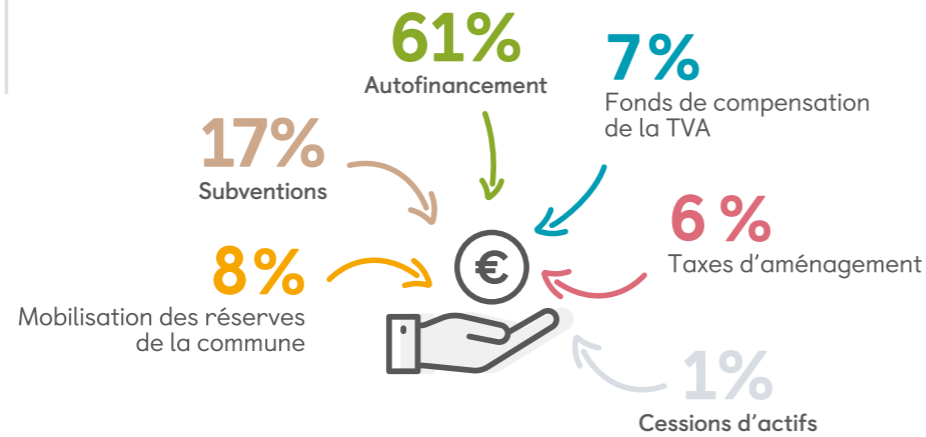 61%
Autofinancement
7%
Fonds de compensation
de la TVA
17%
Subventions
6 %
Taxes d'aménagement
8%
Mobilisation des réserves
de la commune
€
1%
Cessions d'actifs